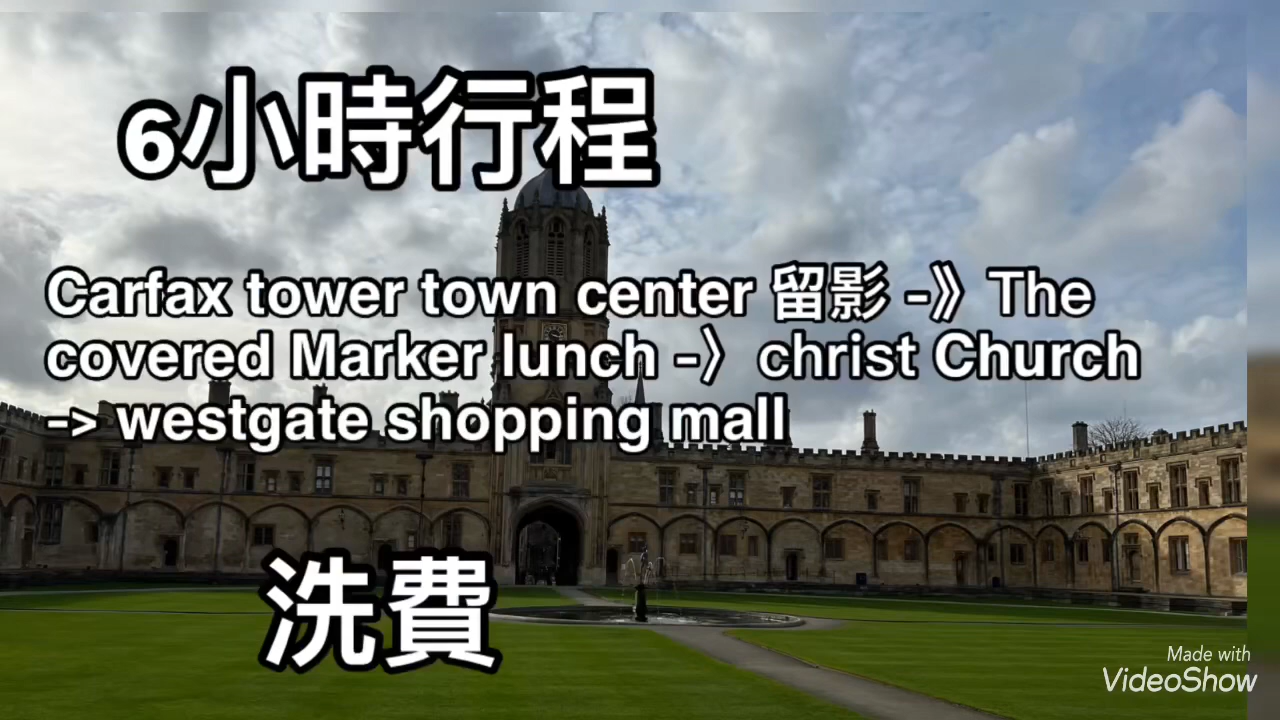 6小時行程
Carfax tower town center 留影 -》The
covered Marker lunch -〉 christ Church
-> westgate shopping mall
洗費
Made with
VideoShow